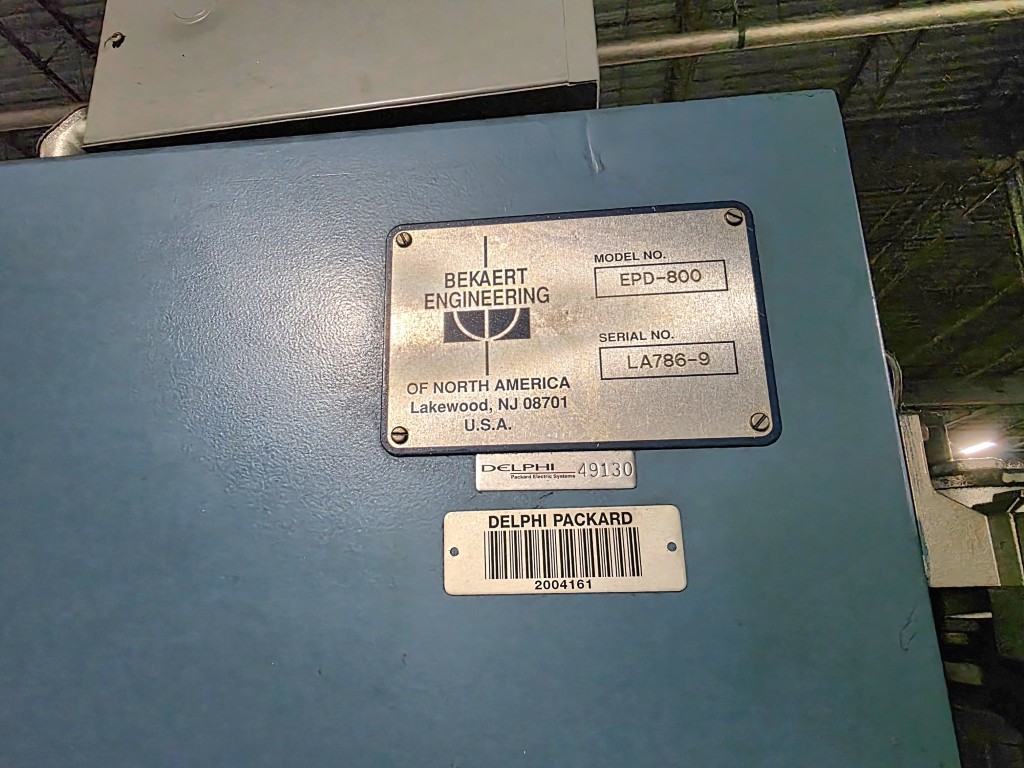 BEKAERT
ENGINEERING
OF NORTH AMERICA
Lakewood, NJ 08701
U.S.A.
MODEL NO.
EPD-800
SERIAL NO.
LA786-9
DELPHI 49130
Packard Electric Systems
DELPHI PACKARD
2004161